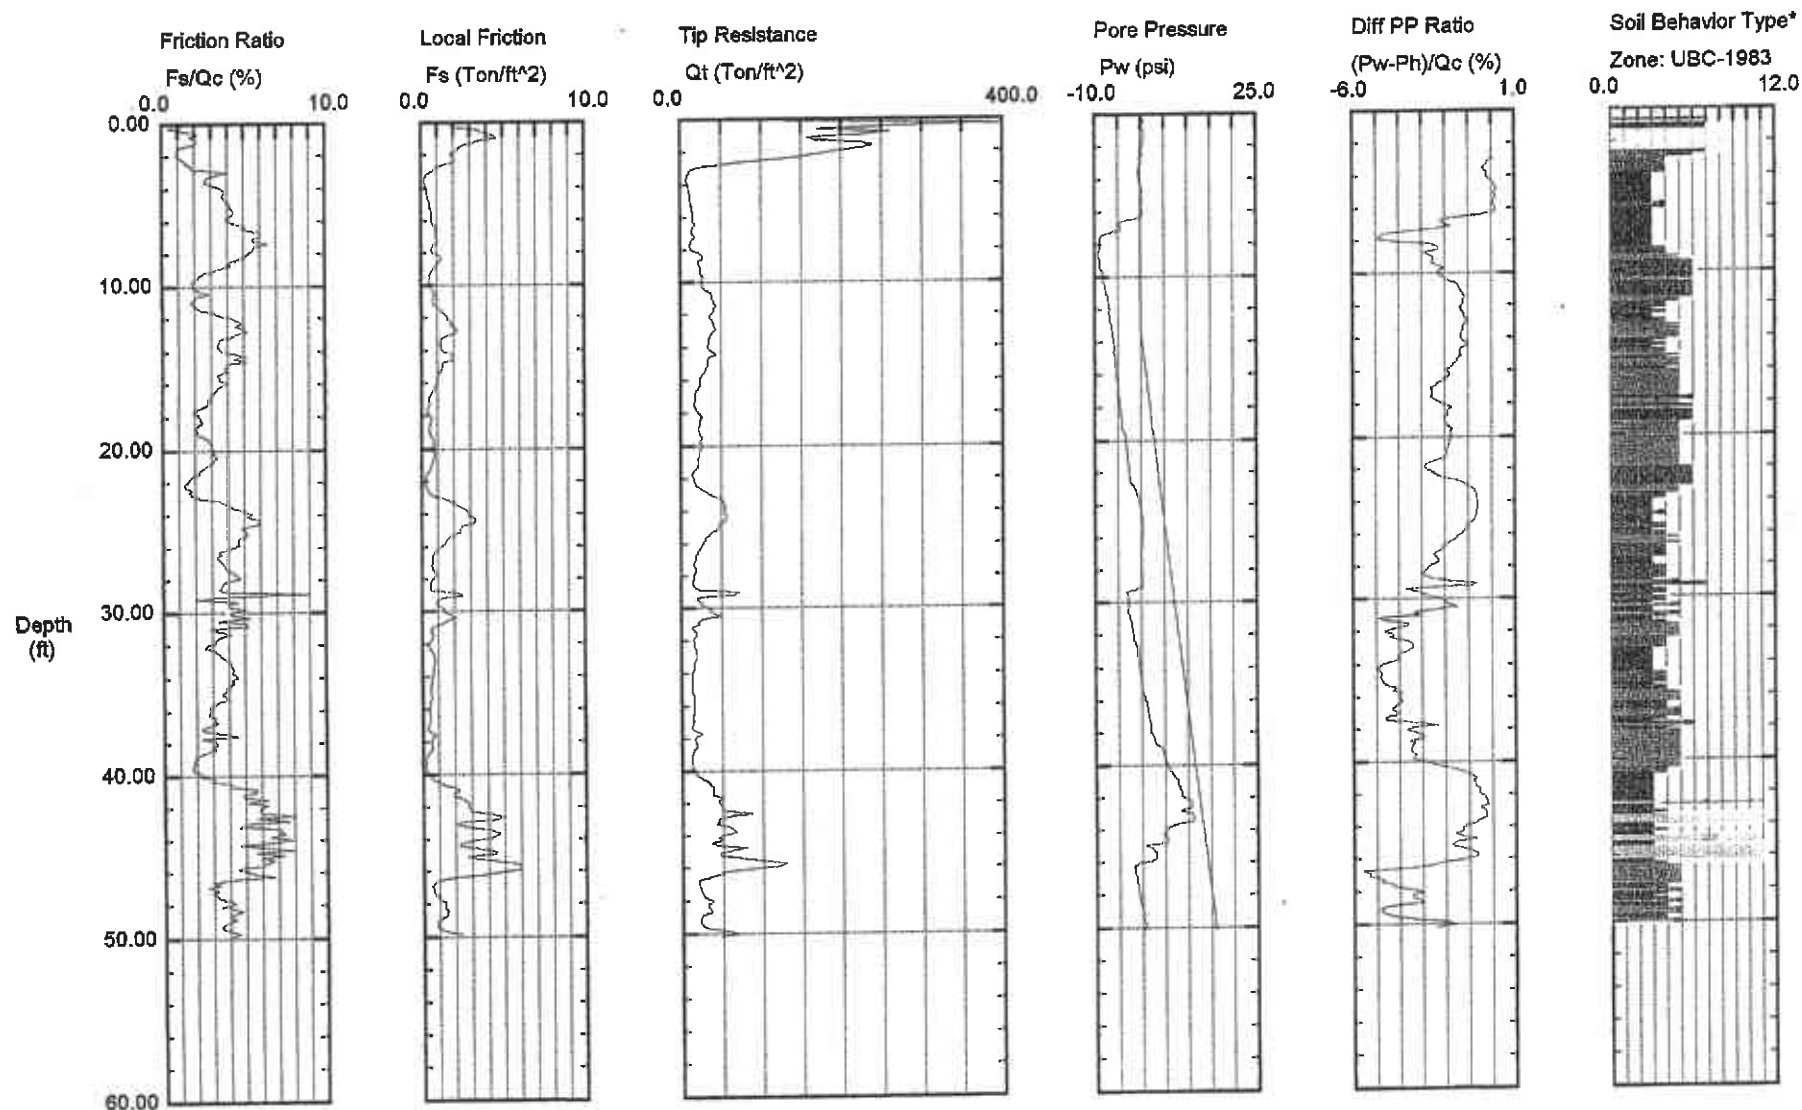 Friction Ratio
Fs/Qc (%)
0.0 10.0
Local Friction
Fs (Ton/ft^2)
0.0 10.0
Tip Resistance
Qt (Ton/ft^2)
0.0 400.0
Pore Pressure
Pw (psi)
-10.0 25.0
Diff PP Ratio
(Pw-Ph)/Qc (%)
-6.0 1.0
Soil Behavior Type*
Zone: UBC-1983
0.0 12.0
0.00
10.00
20.00
30.00
Depth
(ft)
40.00
50.00
60.00